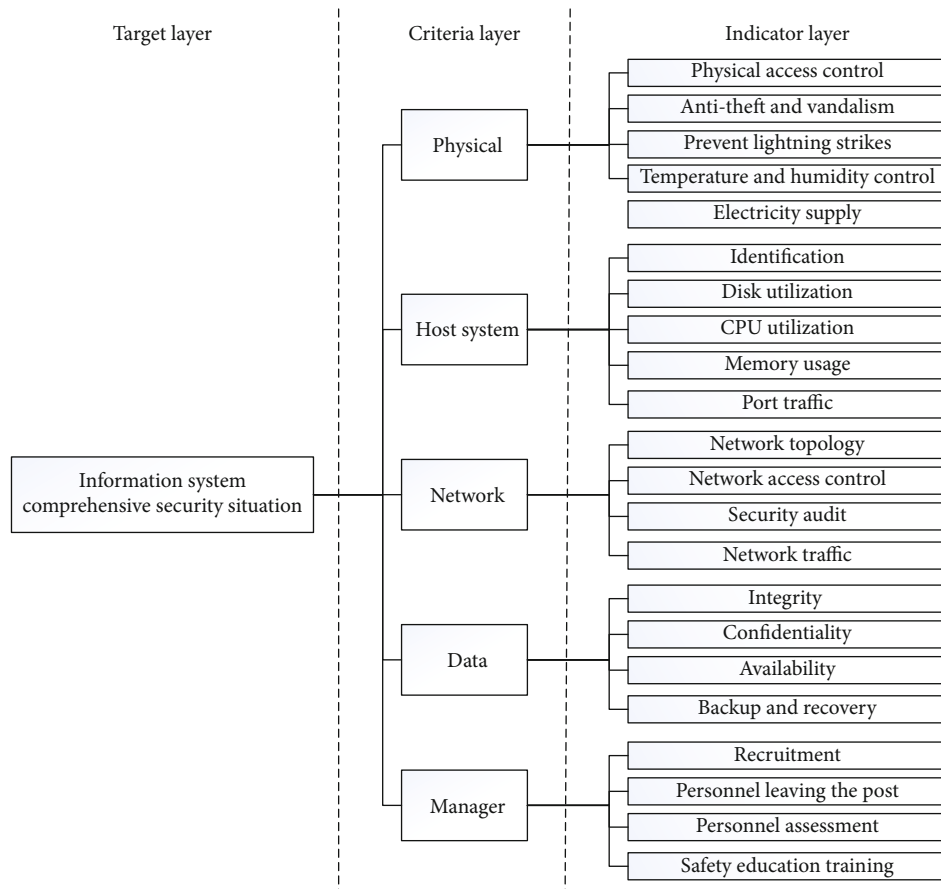 Target layer
Criteria layer
Indicator layer
Physical access control
Anti-theft and vandalism
Physical
Prevent lightning strikes
Temperature and humidity control
Electricity supply
Identification
Disk utilization
Host system
CPU utilization
Memory usage
Port traffic
Network topology
Information system
comprehensive security situation
Network
Network access control
Security audit
Network traffic
Integrity
Confidentiality
Data
Availability
Backup and recovery
Recruitment
Personnel leaving the post
Manager
Personnel assessment
Safety education training